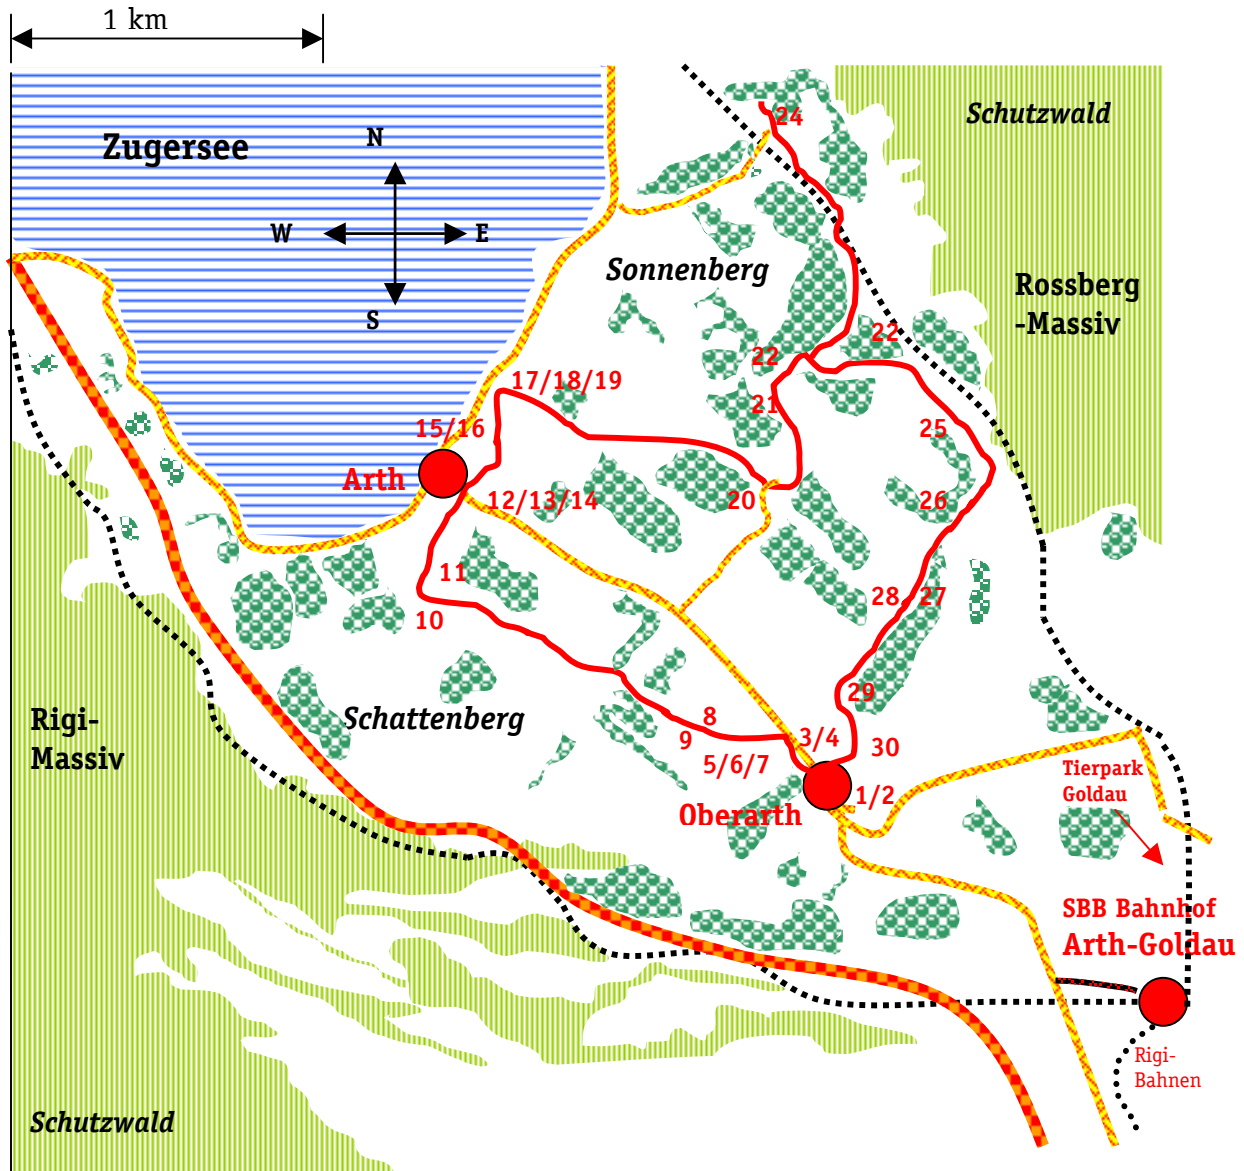 1 km
Zugersee
N
W
E
S
24
Schutzwald
Sonnenberg
Rossberg
-Massiv
22
22
17/18/19
21
15/16
25
Arth
12/13/14
20
26
11
28
27
10
29
Rigi-
Massiv
Schattenberg
8
9
3/4
30
5/6/7
Tierpark
Goldau
1/2
Oberarth
SBB Bahnhof
Arth-Goldau
Rigi-
Bahnen
Schutzwald